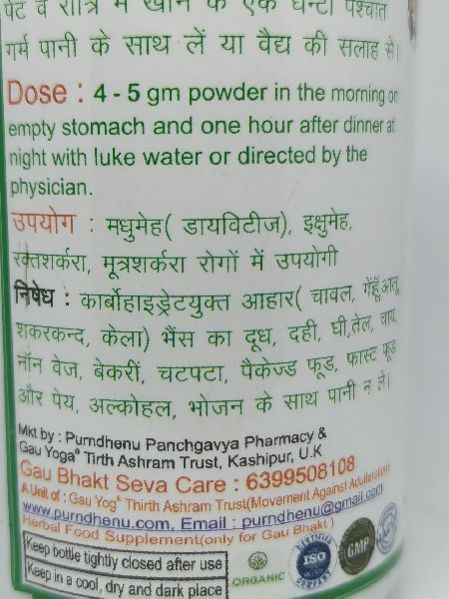 पेट व रात्रि में खाने के एक घन्टा पश्चात
गर्म पानी के साथ लें या वैद्य की सलाह से।
Dose : 4 - 5 gm powder in the morning on
empty stomach and one hour after dinner at
night with luke water or directed by the
physician.
उपयोग : मधुमेह( डायविटीज), इक्षुमेह,
रक्तशर्करा, मूत्रशर्करा रोगों में उपयोगी
निषेध : कार्बोहाइड्रेटयुक्त आहार( चावल, गेहूँ,आलू,
शकरकन्द, केला) भैंस का दूध, दही, घी,तेल, चाय,
नॉन वेज, बेकरीं, चटपटा, पैकेज्ड फूड, फास्ट फूड
और पेय, अल्कोहल, भोजन के साथ पानी न लें।
Mkt by : Purndhenu Panchgavya Pharmacy &
Gau Yoga® Tirth Ashram Trust, Kashipur, U.K
Gau Bhakt Seva Care : 6399508108
A Unit of : Gau Yog® Thirth Ashram Trust(Movement Against Adulteration)
www.purndhenu.com, Email : purndhenu@gmail.com
Herbal Food Supplement(only for Gau Bhakt )
Keep bottle tightly closed after use
Keep in a cool, dry and dark place
ORGANIC
ISO
GMP